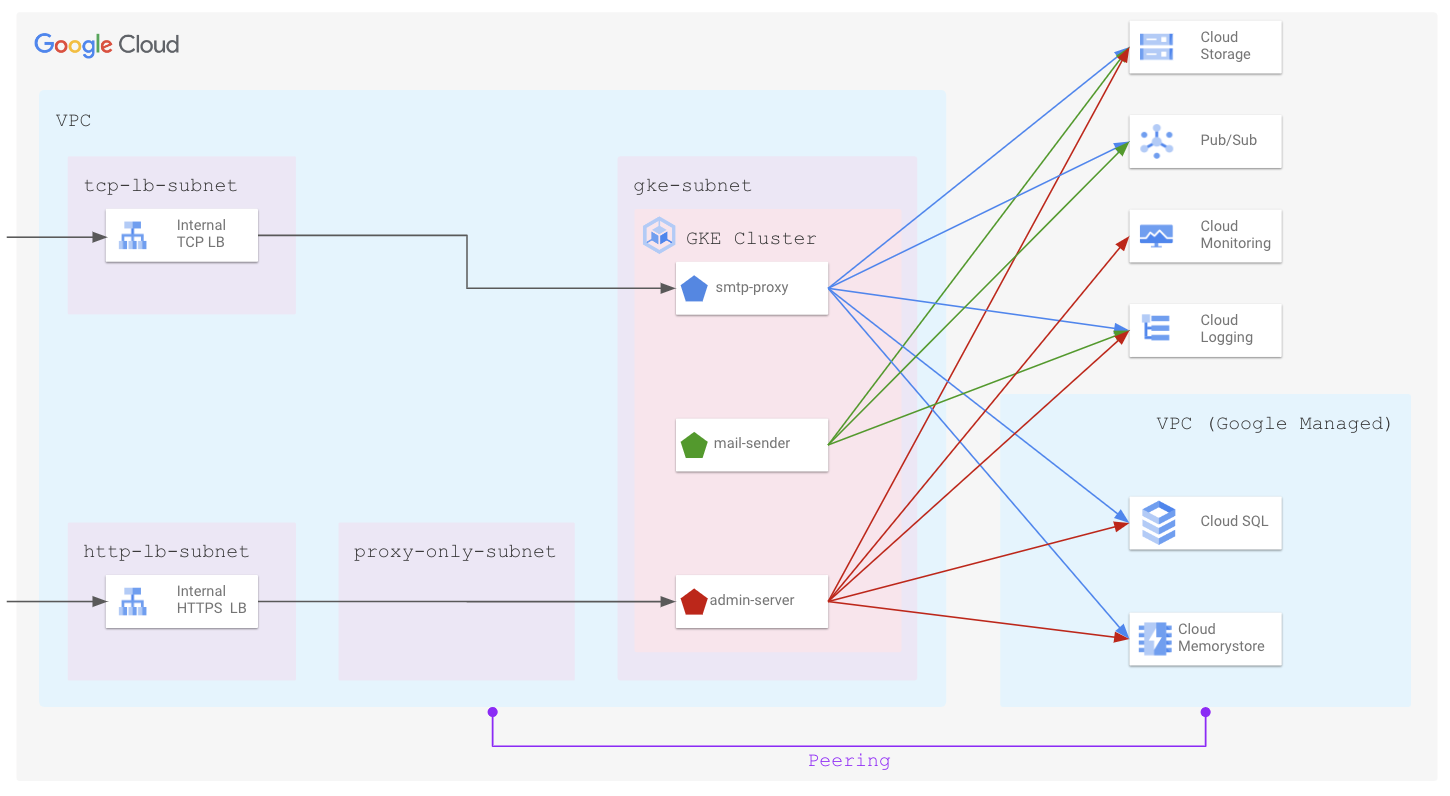 Google Cloud
VPC
tcp-lb-subnet
Internal
TCP LB
gke-subnet
GKE Cluster
smtp-proxy
mail-sender
http-lb-subnet
Internal
HTTPS LB
proxy-only-subnet
admin-server
Cloud
Storage
Pub/Sub
Cloud
Monitoring
Cloud
Logging
VPC (Google Managed)
Cloud SQL
Cloud
Memorystore
Peering